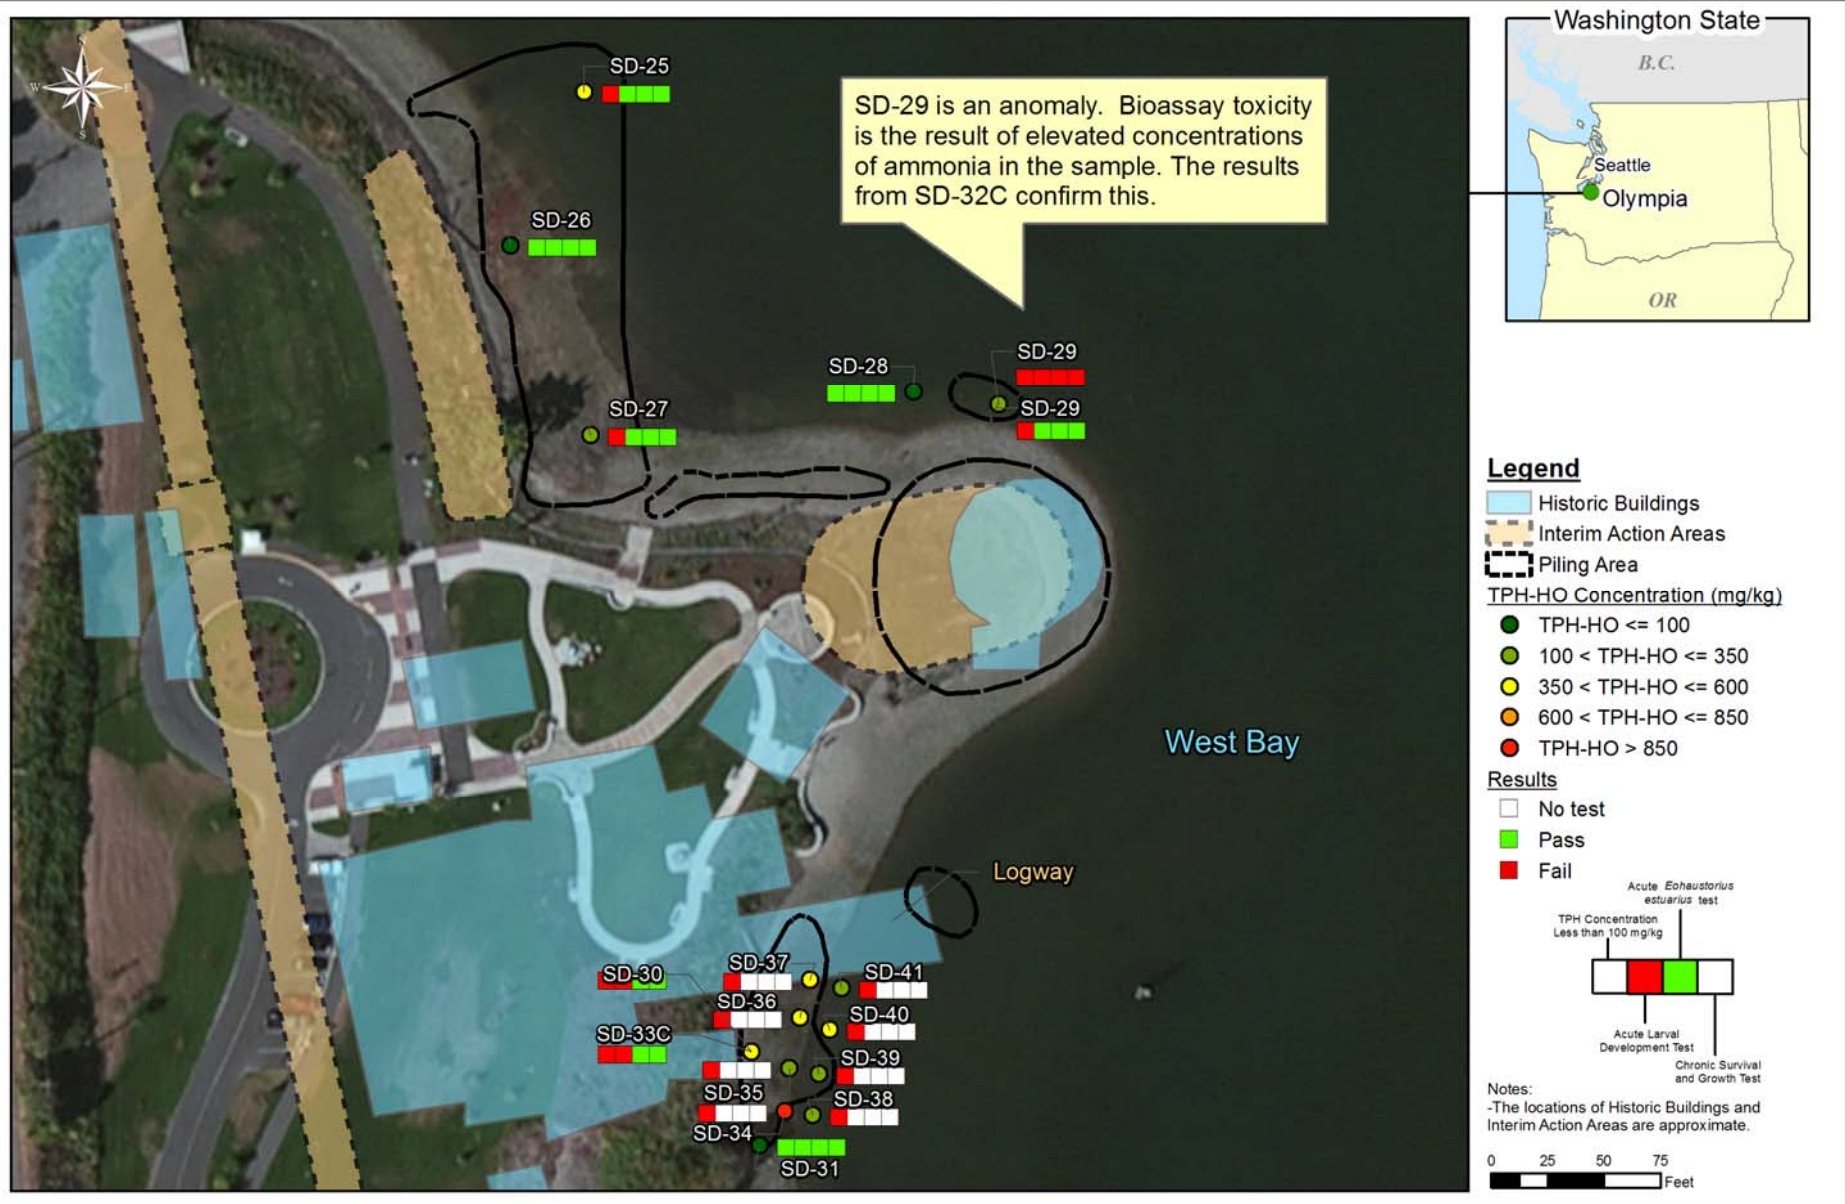 N
W
E
S
SD-25
SD-29 is an anomaly.  Bioassay toxicity
is the result of elevated concentrations
of ammonia in the sample. The results
from SD-32C confirm this.
SD-26
SD-28
SD-29
SD-29
SD-27
West Bay
Logway
SD-37
SD-30
SD-41
SD-36
SD-40
SD-33C
SD-39
SD-35
SD-38
SD-34
SD-31
Washington State
B.C.
Seattle
Olympia
OR
Legend
Historic Buildings
Interim Action Areas
Piling Area
TPH-HO Concentration (mg/kg)
TPH-HO <= 100
100 < TPH-HO <= 350
350 < TPH-HO <= 600
600 < TPH-HO <= 850
TPH-HO > 850
Results
No test
Pass
Fail
Acute Eohaustorius
estuarius test
TPH Concentration
Less than 100 mg/kg
Acute Larval
Development Test
Chronic Survival
and Growth Test
Notes:
-The locations of Historic Buildings and
Interim Action Areas are approximate.
0 25 50 75
Feet